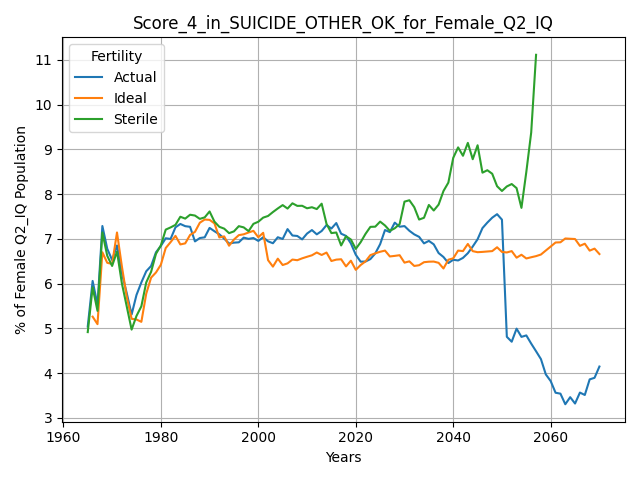 Score_4_in_SUICIDE_OTHER_OK_for_Female_Q2_IQ
Fertility
Actual
Ideal
Sterile
% of Female Q2_IQ Population
11
10
9
8
7
6
5
4
3
1960
1980
2000
2020
2040
2060
Years